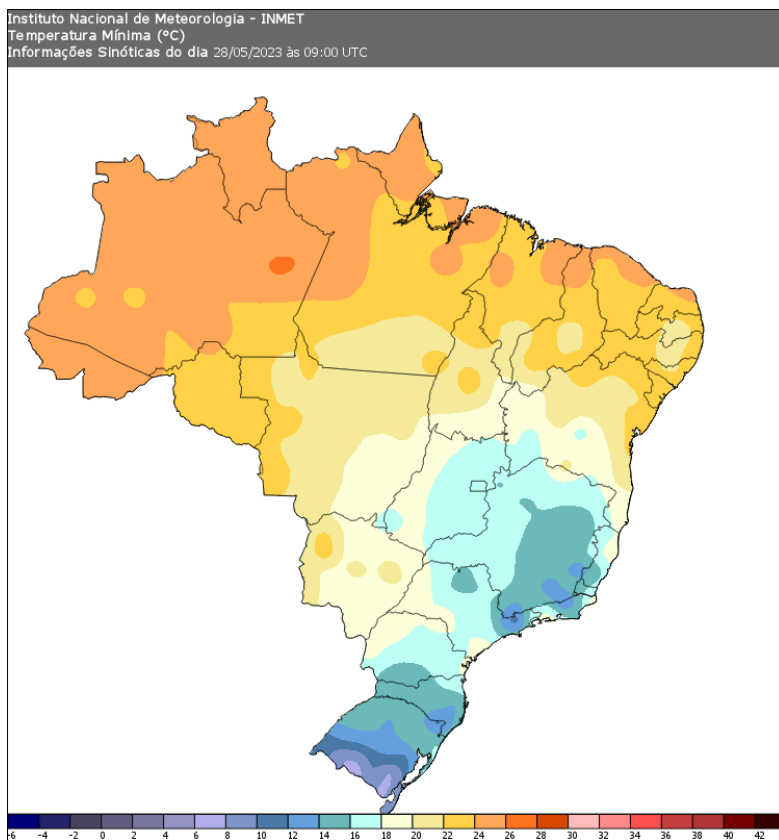 Instituto Nacional de Meteorologia - INMET
Temperatura Mínima (ºC)
Informações Sinóticas do dia 28/05/2023 às 09:00 UTC
-6 -4 -2 0 2 4 6 8 10 12 14 16 18 20 22 24 26 28 30 32 34 36 38 40 42